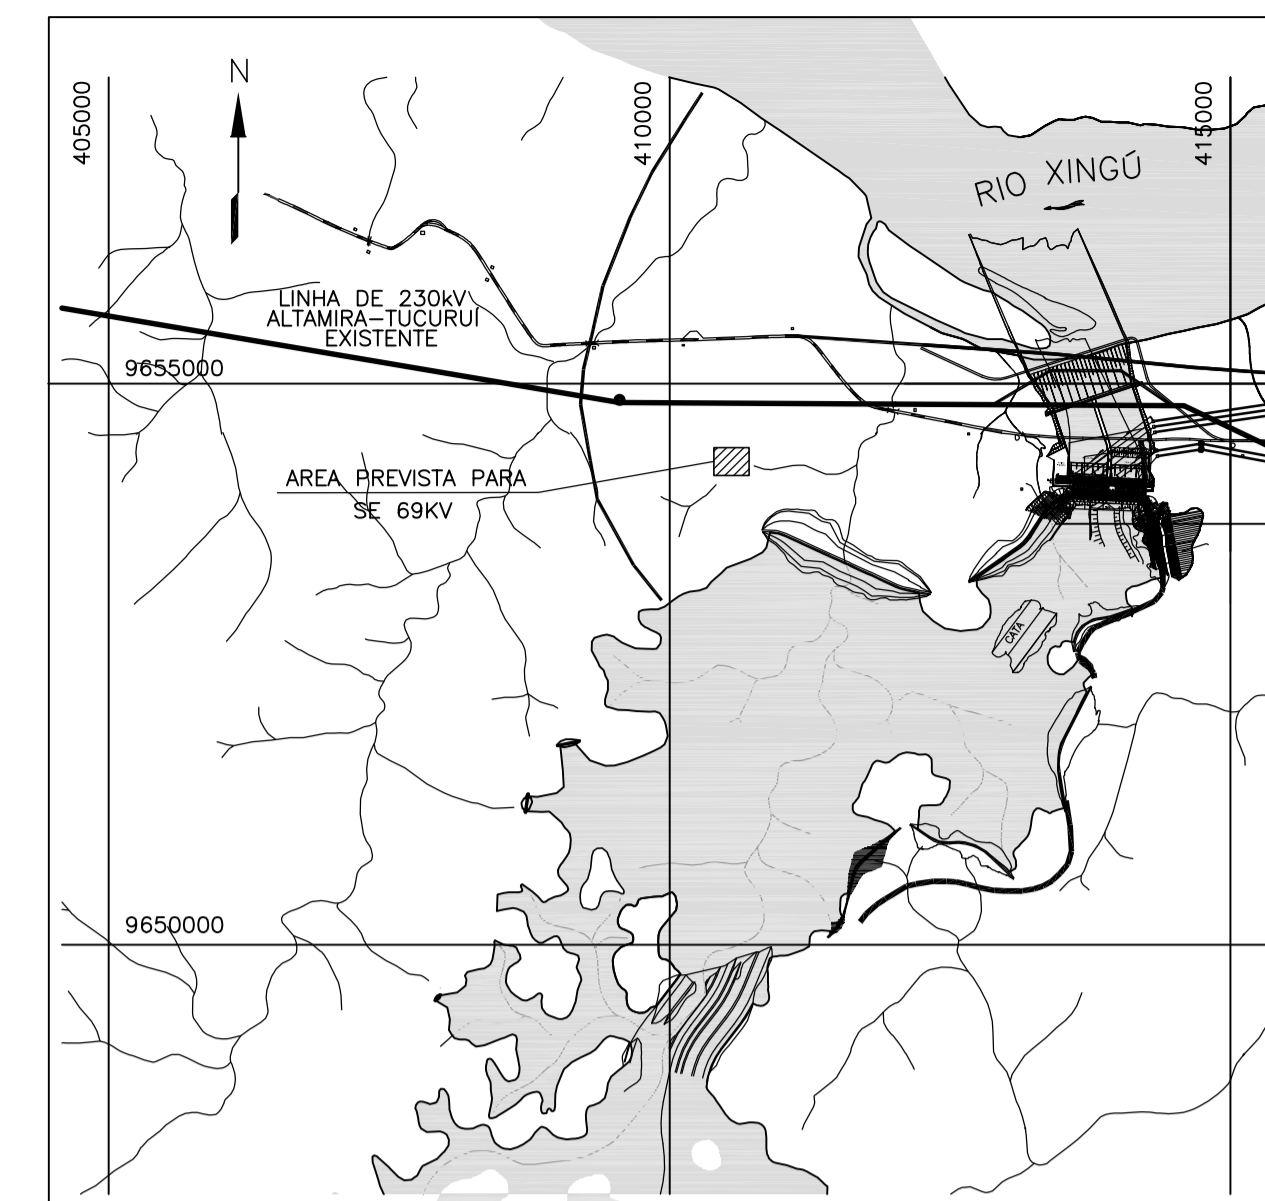 N
405000
410000
415000
RIO XINGÚ
LINHA DE 230kV
ALTAMIRA-TUCURUÍ
EXISTENTE
9655000
AREA PREVISTA PARA
SE 69KV
CATA
9650000